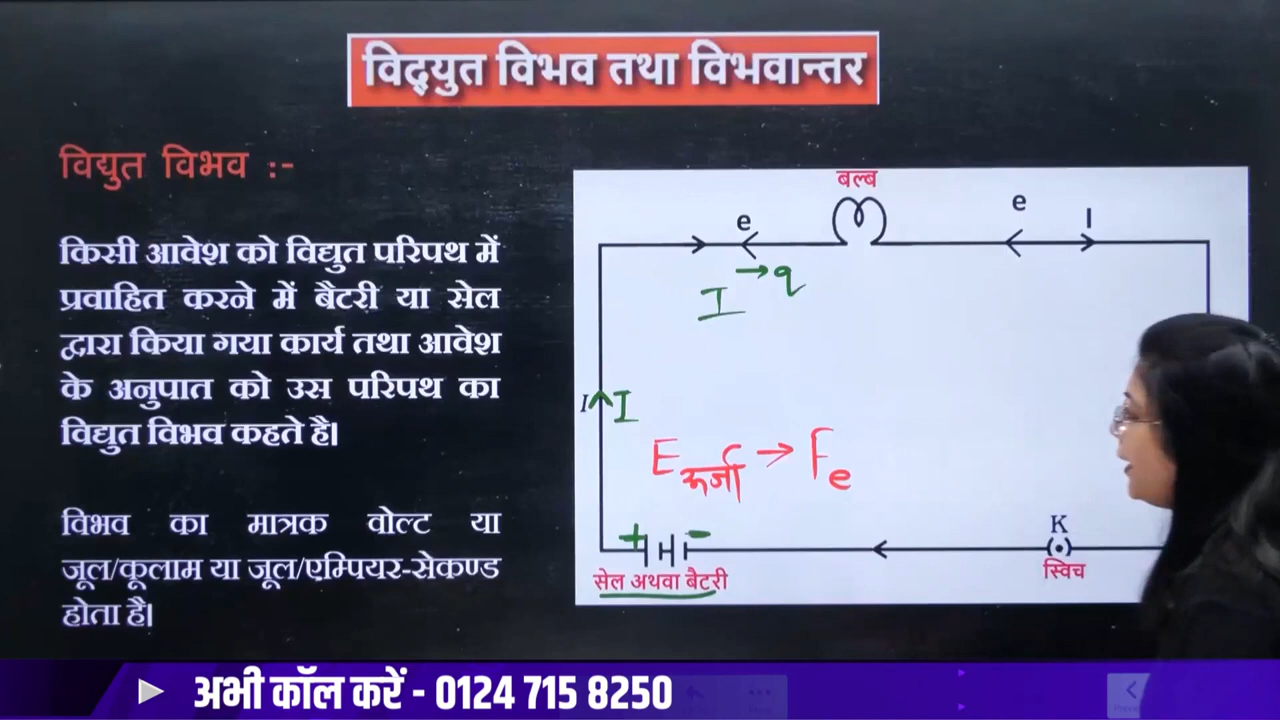 विद्युत विभव तथा विभवान्तर
विद्युत विभव :-
किसी आवेश को विद्युत परिपथ में
प्रवाहित करने में बैटरी या सेल
द्वारा किया गया कार्य तथा आवेश
के अनुपात को उस परिपथ का
विद्युत विभव कहते है।
विभव का मात्रक वोल्ट या
जूल/कूलाम या जूल/एम्पियर-सेकण्ड
होता है।
बल्ब
e
e
I
I → q
I I
E ऊर्जा → Fe
+ -
K
सेल अथवा बैटरी
स्विच
अभी कॉल करें - 0124 715 8250